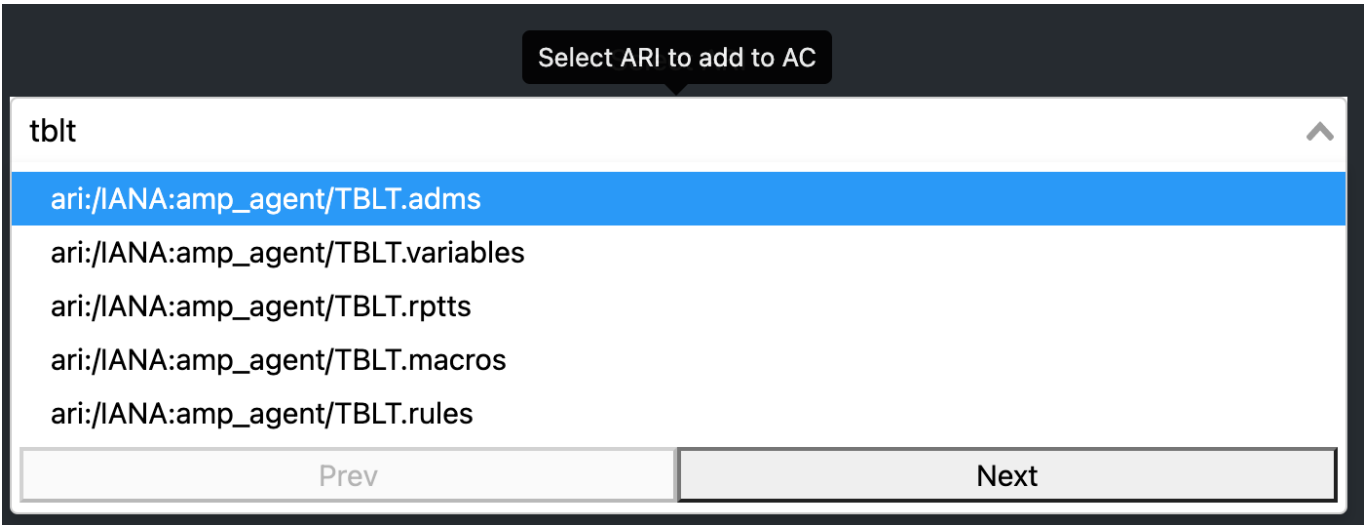 Select ARI to add to AC
tblt
ari:/IANA:amp_agent/TBLT.adms
ari:/IANA:amp_agent/TBLT.variables
ari:/IANA:amp_agent/TBLT.rptts
ari:/IANA:amp_agent/TBLT.macros
ari:/IANA:amp_agent/TBLT.rules
Prev Next